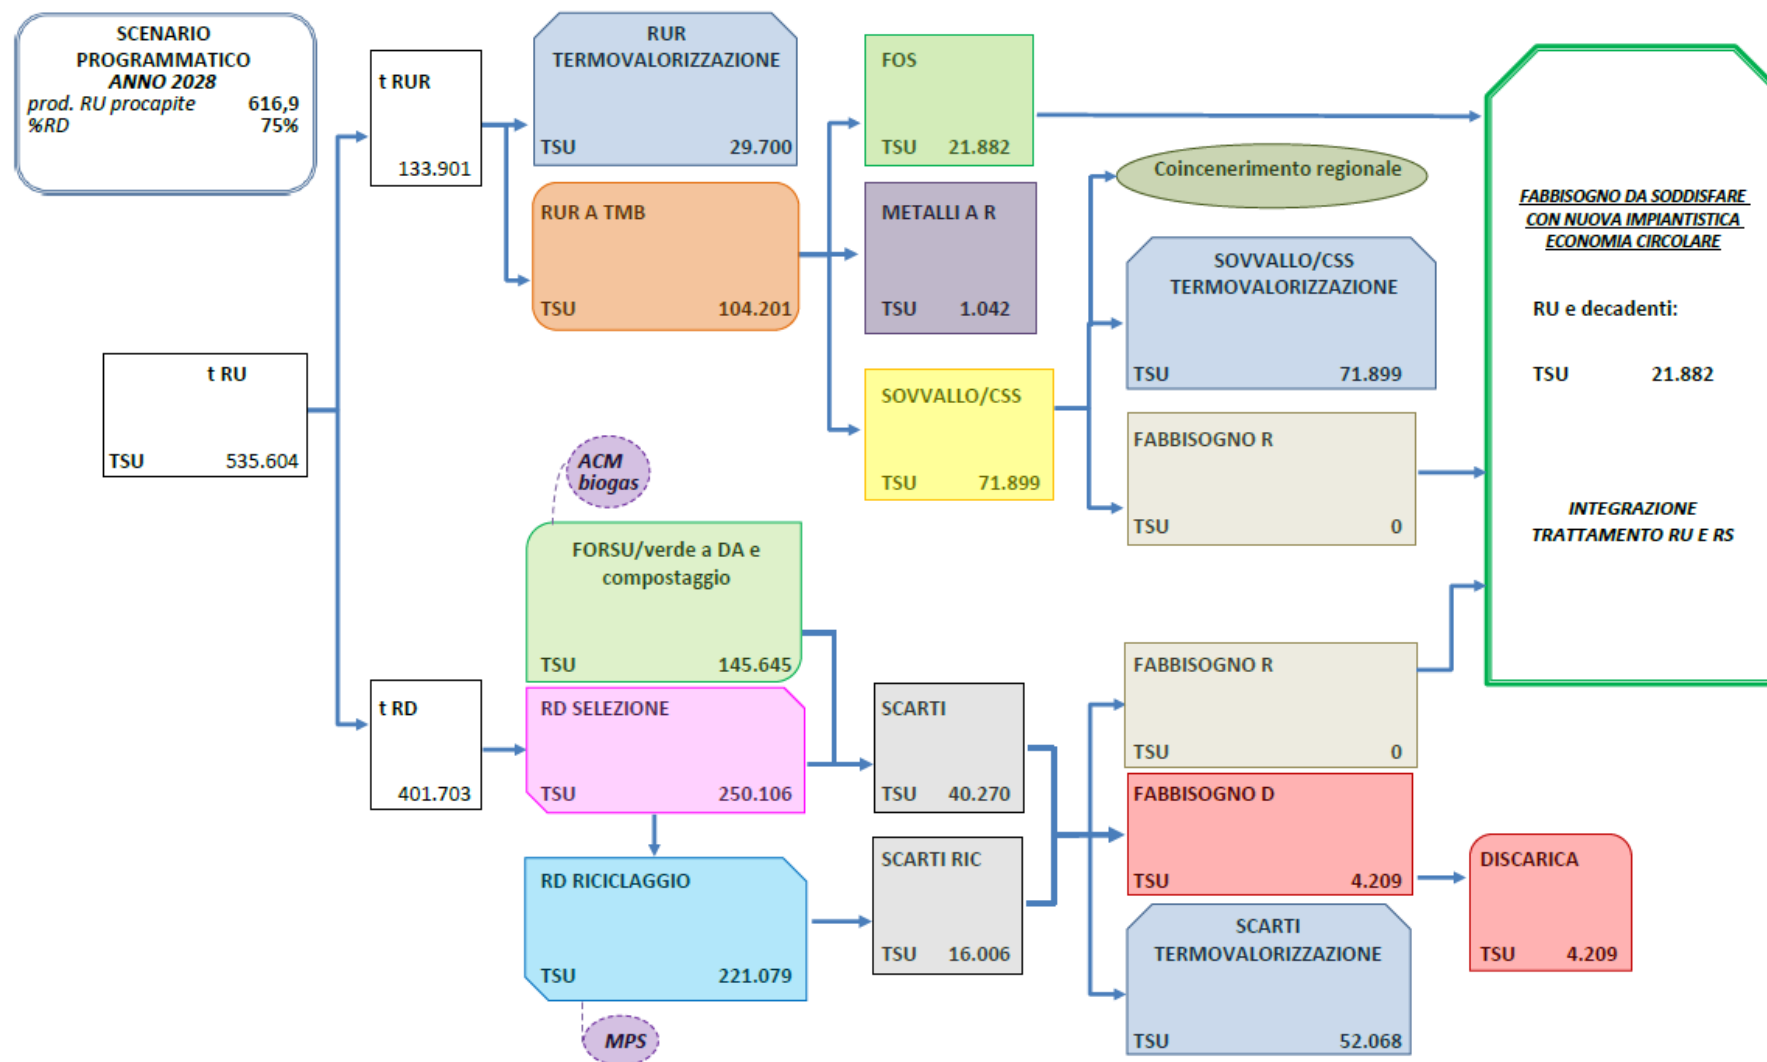 SCENARIO
PROGRAMMATICO
ANNO 2028
prod. RU procapite 616,9
%RD 75%
t RU
TSU 535.604
t RUR
133.901
t RD
401.703
RUR
TERMOVALORIZZAZIONE
TSU 29.700
RUR A TMB
TSU 104.201
ACM
biogas
FORSU/verde a DA e
compostaggio
TSU 145.645
RD SELEZIONE
TSU 250.106
RD RICICLAGGIO
TSU 221.079
MPS
FOS
TSU 21.882
METALLI A R
TSU 1.042
SOVVALLO/CSS
TSU 71.899
SCARTI
TSU 40.270
SCARTI RIC
TSU 16.006
Coincenerimento regionale
SOVVALLO/CSS
TERMOVALORIZZAZIONE
TSU 71.899
FABBISOGNO R
TSU 0
FABBISOGNO R
TSU 0
FABBISOGNO D
TSU 4.209
SCARTI
TERMOVALORIZZAZIONE
TSU 52.068
DISCARICA
TSU 4.209
FABBISOGNO DA SODDISFARE
CON NUOVA IMPIANTISTICA
ECONOMIA CIRCOLARE
RU e decadenti:
TSU 21.882
INTEGRAZIONE
TRATTAMENTO RU E RS